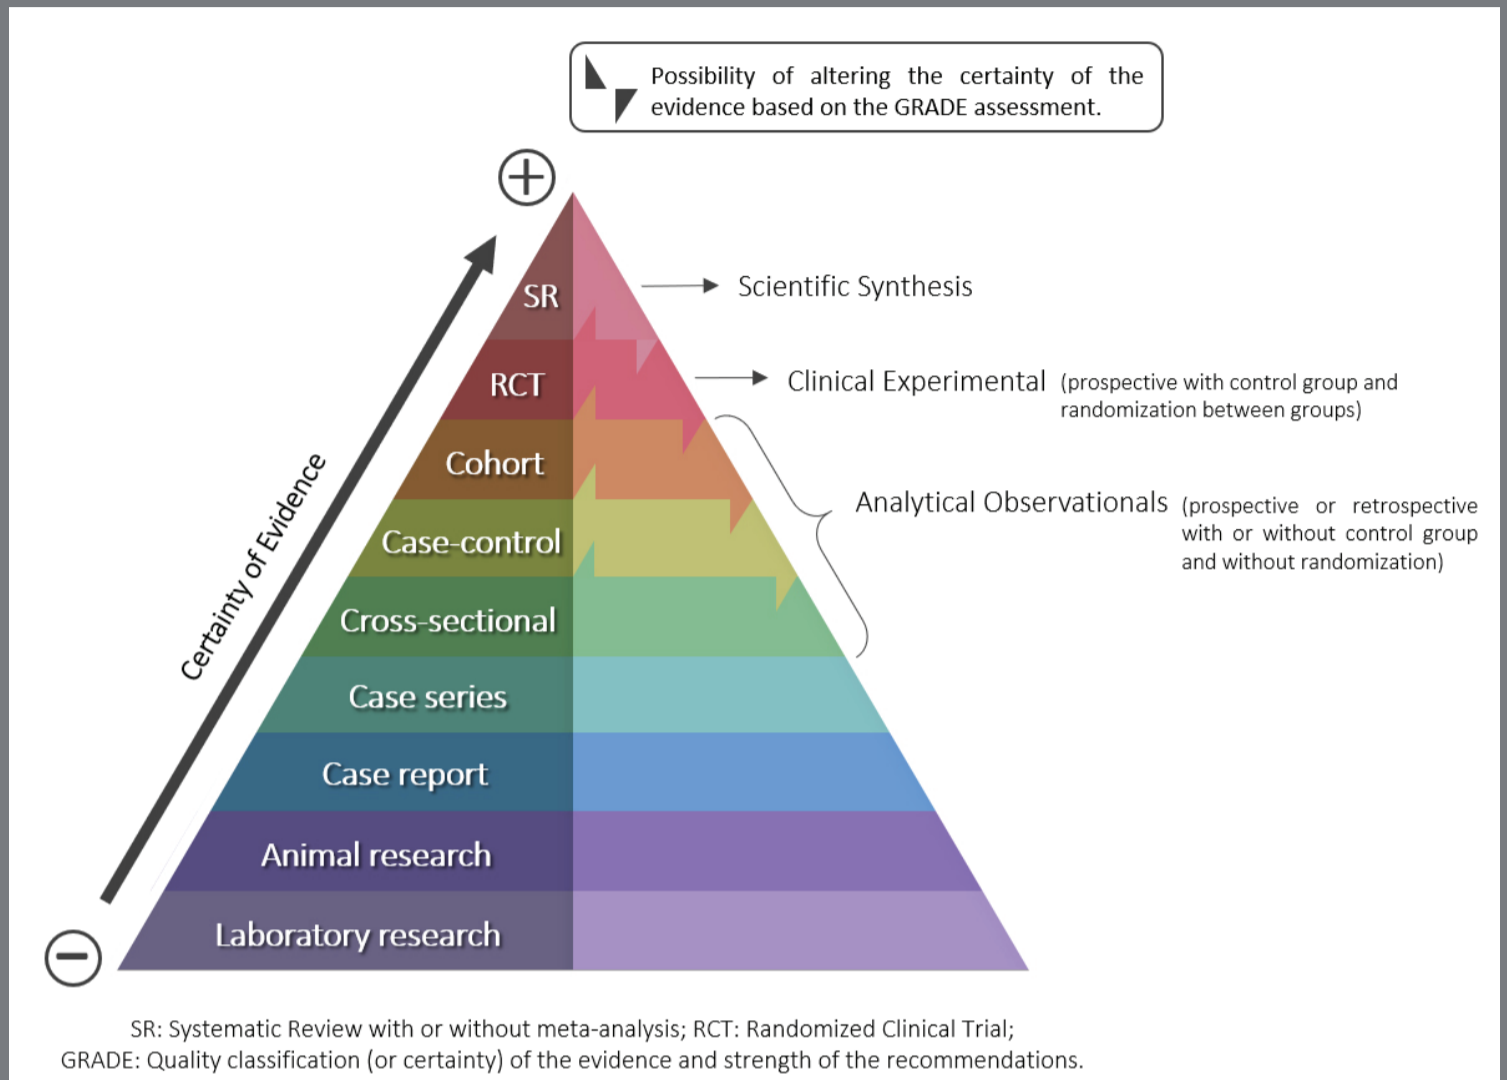 Possibility of altering the certainty of the
evidence based on the GRADE assessment.
SR
Scientific Synthesis
RCT
Clinical Experimental (prospective with control group and
randomization between groups)
Cohort
Analytical Observationals (prospective or retrospective
with or without control group
and without randomization)
Case-control
Cross-sectional
Case series
Case report
Animal research
Laboratory research
Certainty of Evidence
SR: Systematic Review with or without meta-analysis; RCT: Randomized Clinical Trial;
GRADE: Quality classification (or certainty) of the evidence and strength of the recommendations.